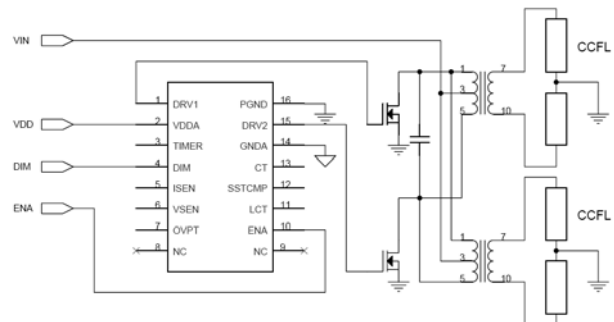 VIN
VDD
DIM
ENA
1 DRV1 PGND 16
2 VDDA DRV2 15
3 TIMER GNDA 14
4 DIM CT 13
5 ISEN SSTCMP 12
6 VSEN LCT 11
7 OVPT ENA 10
8 NC NC 9
1 7
3
5 10
CCFL
1 7
3
5 10
CCFL